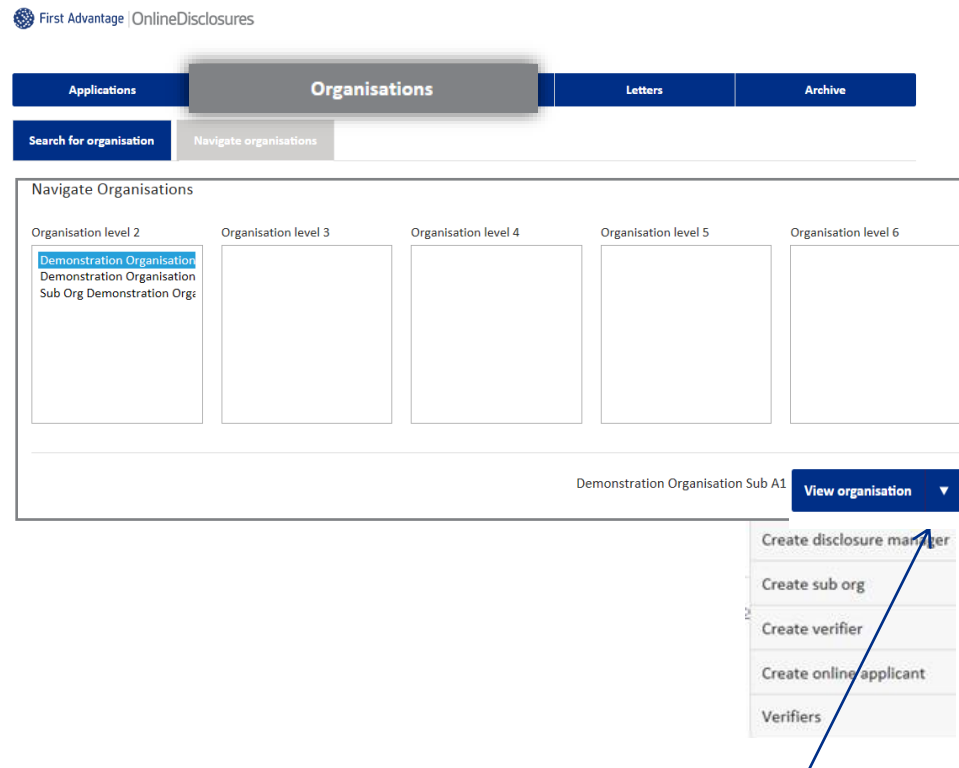 First Advantage | OnlineDisclosures
Applications Organisations Letters Archive
Search for organisation Navigate organisations
Navigate Organisations
Organisation level 2 Organisation level 3 Organisation level 4 Organisation level 5 Organisation level 6
Demonstration Organisation
Demonstration Organisation
Sub Org Demonstration
Demonstration Organisation Sub A1 View organisation ▼
Create disclosure manager
Create sub org
Create verifier
Create online applicant
Verifiers